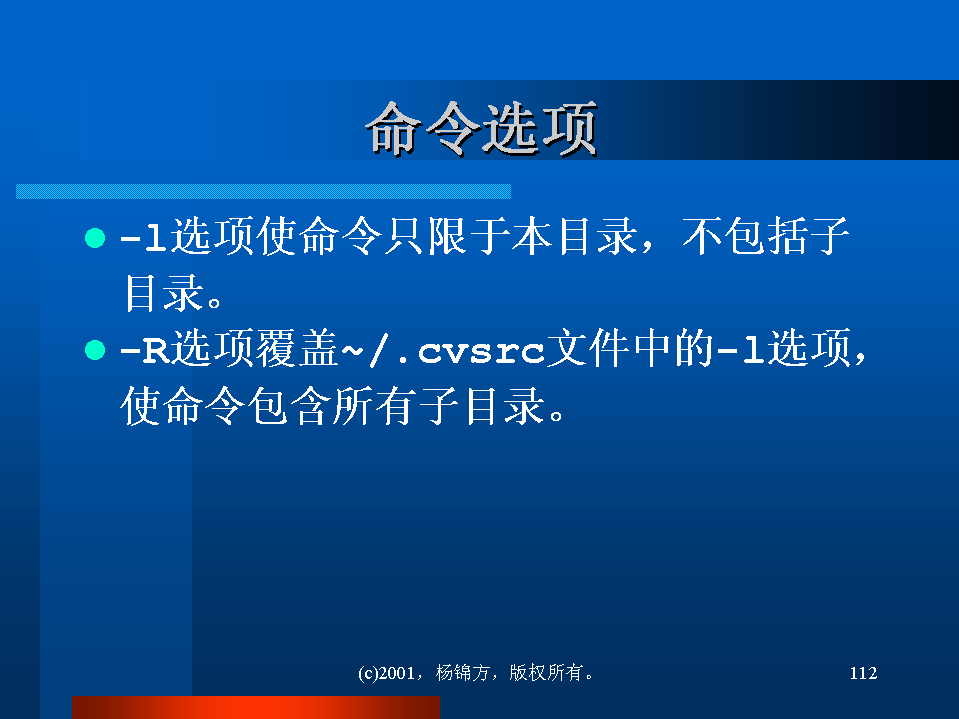 命令选项
-l选项使命令只限于本目录，不包括子
目录。
-R选项覆盖~/.cvsrc文件中的-l选项，
使命令包含所有子目录。
(c)2001，杨锦方，版权所有。
112